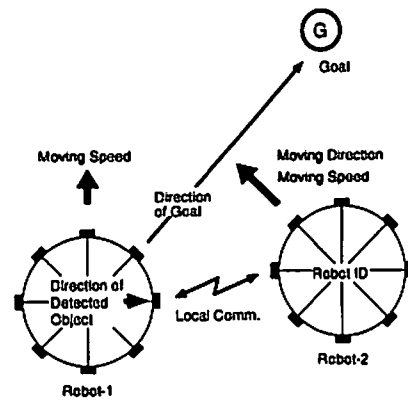 G
Goal
Moving Speed
Moving Direction
Moving Speed
Direction
of Goal
Direction of
Detected
Object
Robot ID
Local Comm.
Robot-2
Robot-1